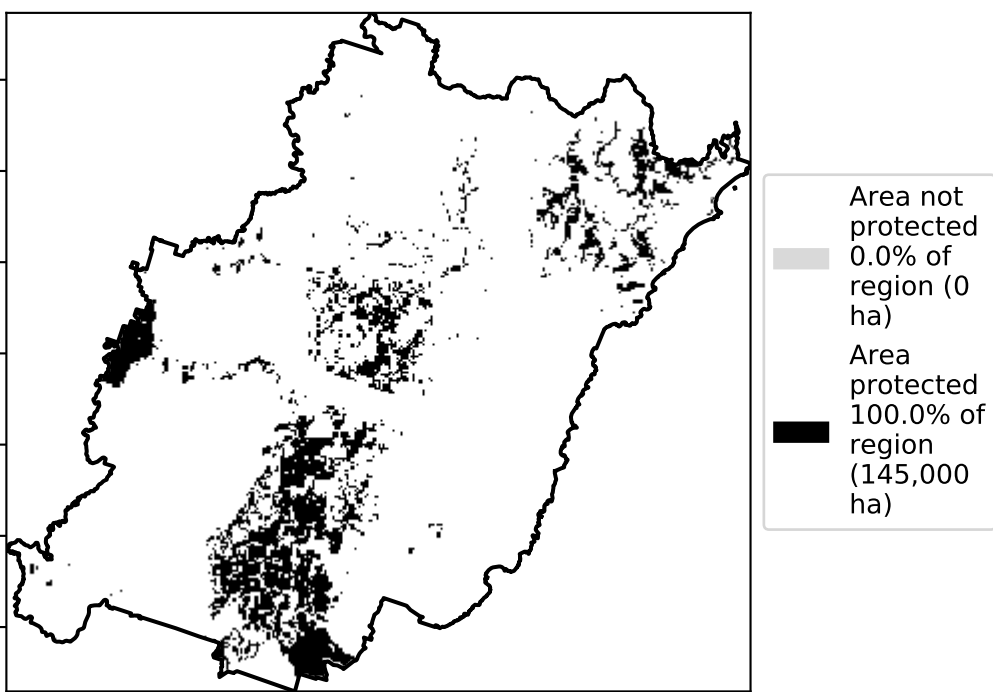 Area not
protected
0.0% of
region (0
ha)
Area
protected
100.0% of
region
(145,000
ha)